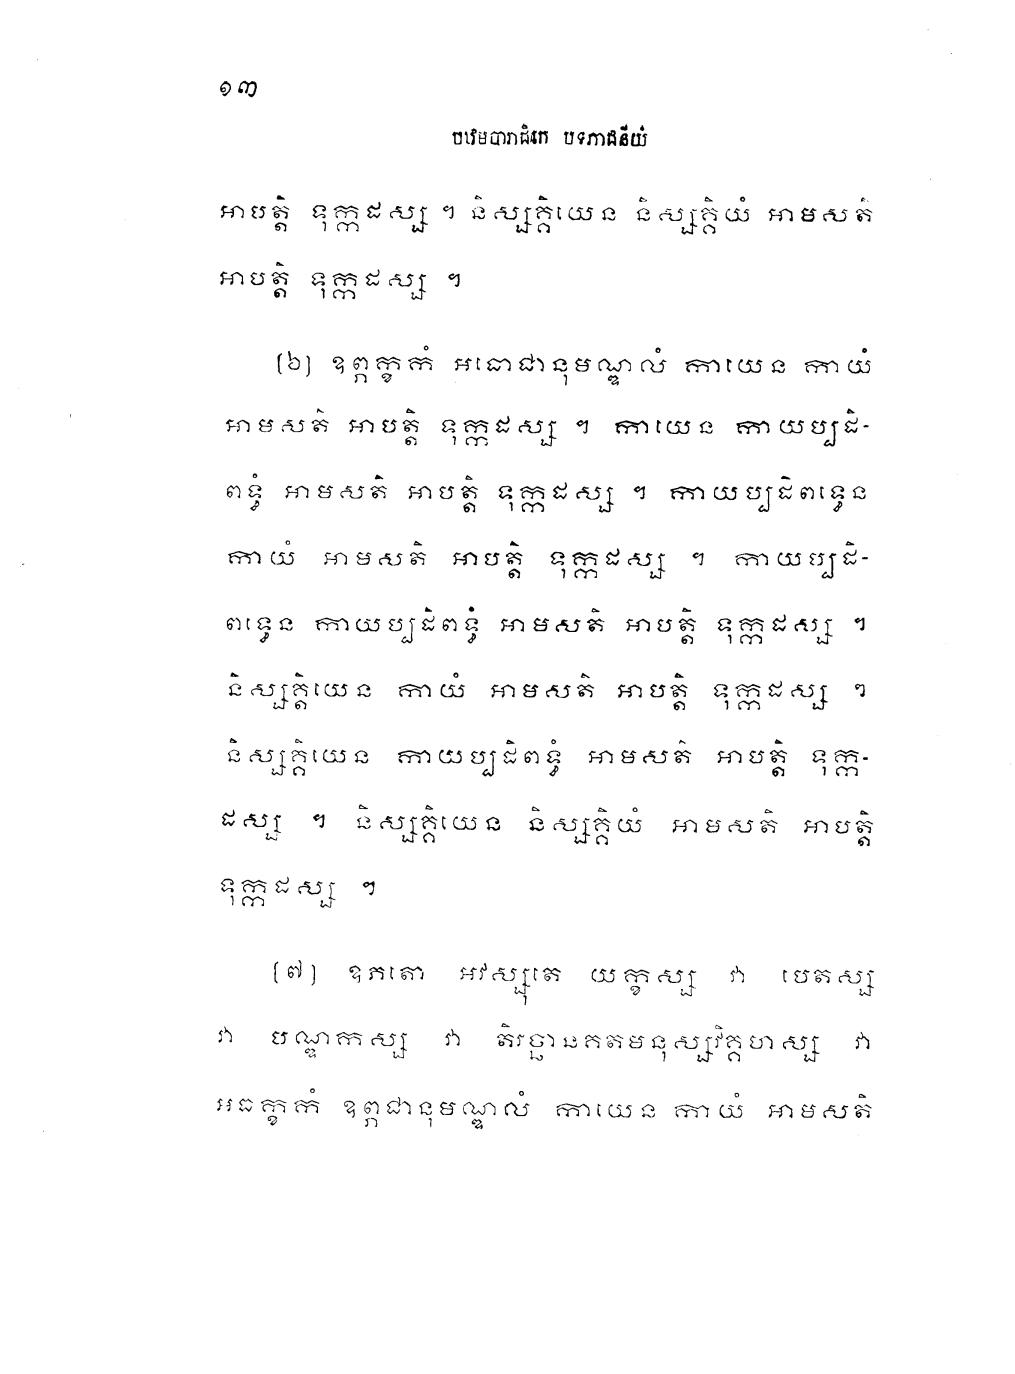 ១៣
បឋមបារាជិកេ បទភាជនីយំ
អាបត្តិ ទុក្កដស្ស ។ និស្សគ្គិយេន និស្សគ្គិយំ អាមសតិ
អាបត្តិ ទុក្កដស្ស ។
(៦) ឧព្ភក្ខកំ អធោជានុមណ្ឌលំ កាយេន កាយំ
អាមសតិ អាបត្តិ ទុក្កដស្ស ។ កាយេន កាយប្បដិ-
ពទ្ធំ អាមសតិ អាបត្តិ ទុក្កដស្ស ។ កាយប្បដិពទ្ធេន
កាយំ អាមសតិ អាបត្តិ ទុក្កដស្ស ។ កាយប្បដិ-
ពទ្ធេន កាយប្បដិពទ្ធំ អាមសតិ អាបត្តិ ទុក្កដស្ស ។
និស្សគ្គិយេន កាយំ អាមសតិ អាបត្តិ ទុក្កដស្ស ។
និស្សគ្គិយេន កាយប្បដិពទ្ធំ អាមសតិ អាបត្តិ ទុក្ក-
ដស្ស ។ និស្សគ្គិយេន និស្សគ្គិយំ អាមសតិ អាបត្តិ
ទុក្កដស្ស ។
(៧) ឧភតោ អវស្សុតេ យក្ខស្ស វា បេតស្ស
វា បណ្ឌកស្ស វា តិរច្ឆានគតមនុស្សវិគ្គហស្ស វា
អធក្ខកំ ឧព្ភជានុមណ្ឌលំ កាយេន កាយំ អាមសតិ